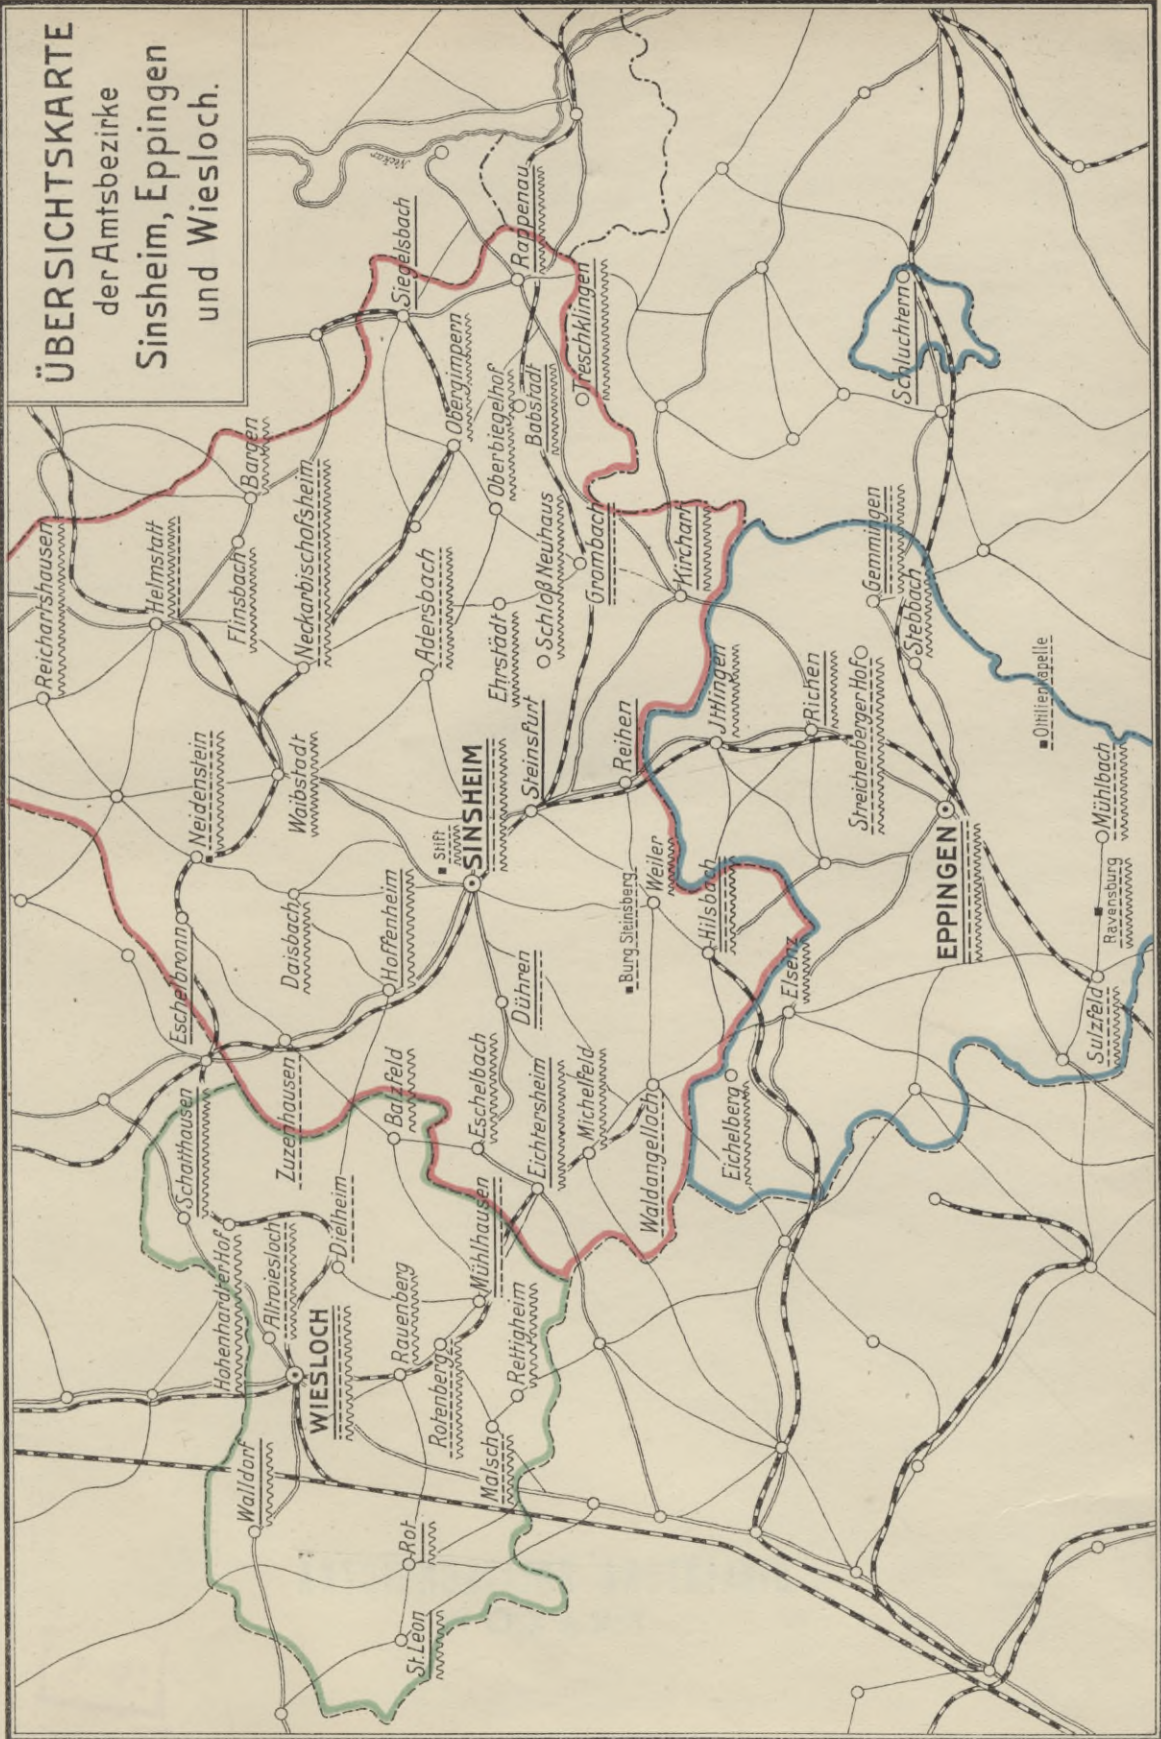 ÜBERSICHTSKARTE
der Amtsbezirke
Sinsheim, Eppingen
und Wiesloch.
Neckar
Reichartshausen
Helmstatt
Bargen
Flinsbach
Neckarbischofsheim
Siegelsbach
Obergimpern
Rappenau
Oberbiegelhof
Babstadt
Treschklingen
Adersbach
Ehrstädt
Schloß Neuhaus
Grombach
Kirchart
Neidenstein
Waibstadt
Eschelbronn
Daisbach
Hoffenheim
Stift
SINSHEIM
Steinsfurt
Reihen
Zuzenhausen
Dühren
Burg Steinsberg
Weiler
Hilsbach
Balzfeld
Eschelbach
Eichtersheim
Michelfeld
Waldangelloch
Schatthausen
Hohenhardter Hof
Altwiesloch
Dielheim
WIESLOCH
Rauenberg
Mühlhausen
Rotenberg
Rettigheim
Malsch
Walldorf
Rot
St. Leon
Schluchtern
Gemmingen
Stebbach
Jttlingen
Richen
Streichenberger Hof
Ottilienkapelle
EPPINGEN
Mühlbach
Ravensburg
Sulzfeld
Elsenz
Eichelberg